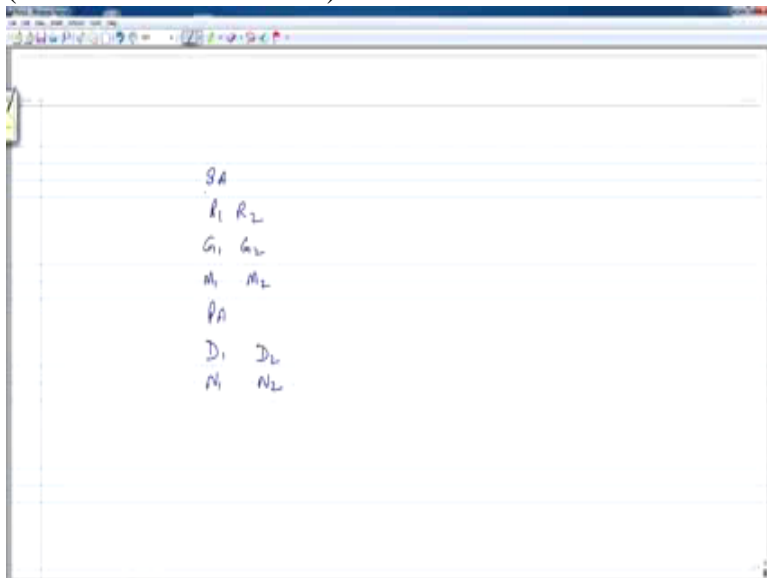 SA
R₁ R₂
G₁ G₂
M₁ M₂
PA
D₁ D₂
N₁ N₂